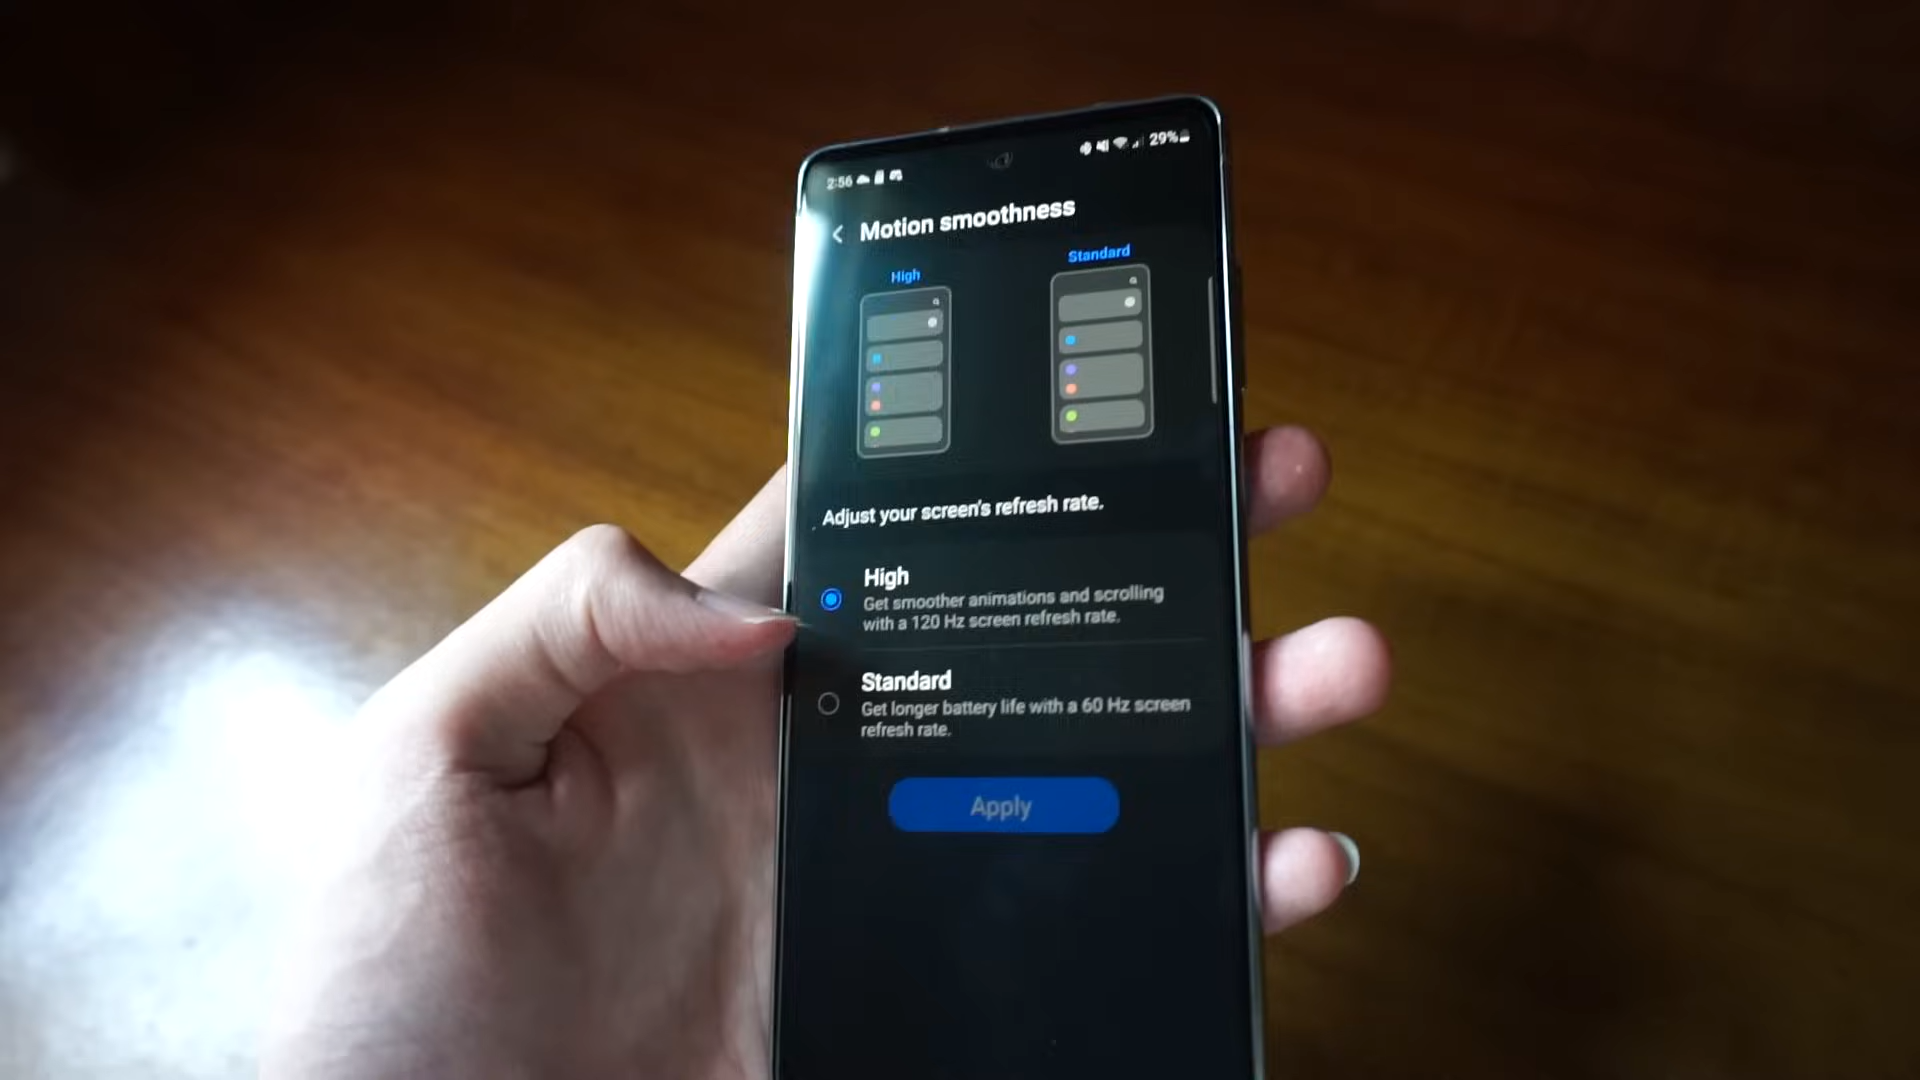 2:56
29%
Motion smoothness
High
Standard
Adjust your screen's refresh rate.
High
Get smoother animations and scrolling
with a 120 Hz screen refresh rate.
Standard
Get longer battery life with a 60 Hz screen
refresh rate.
Apply